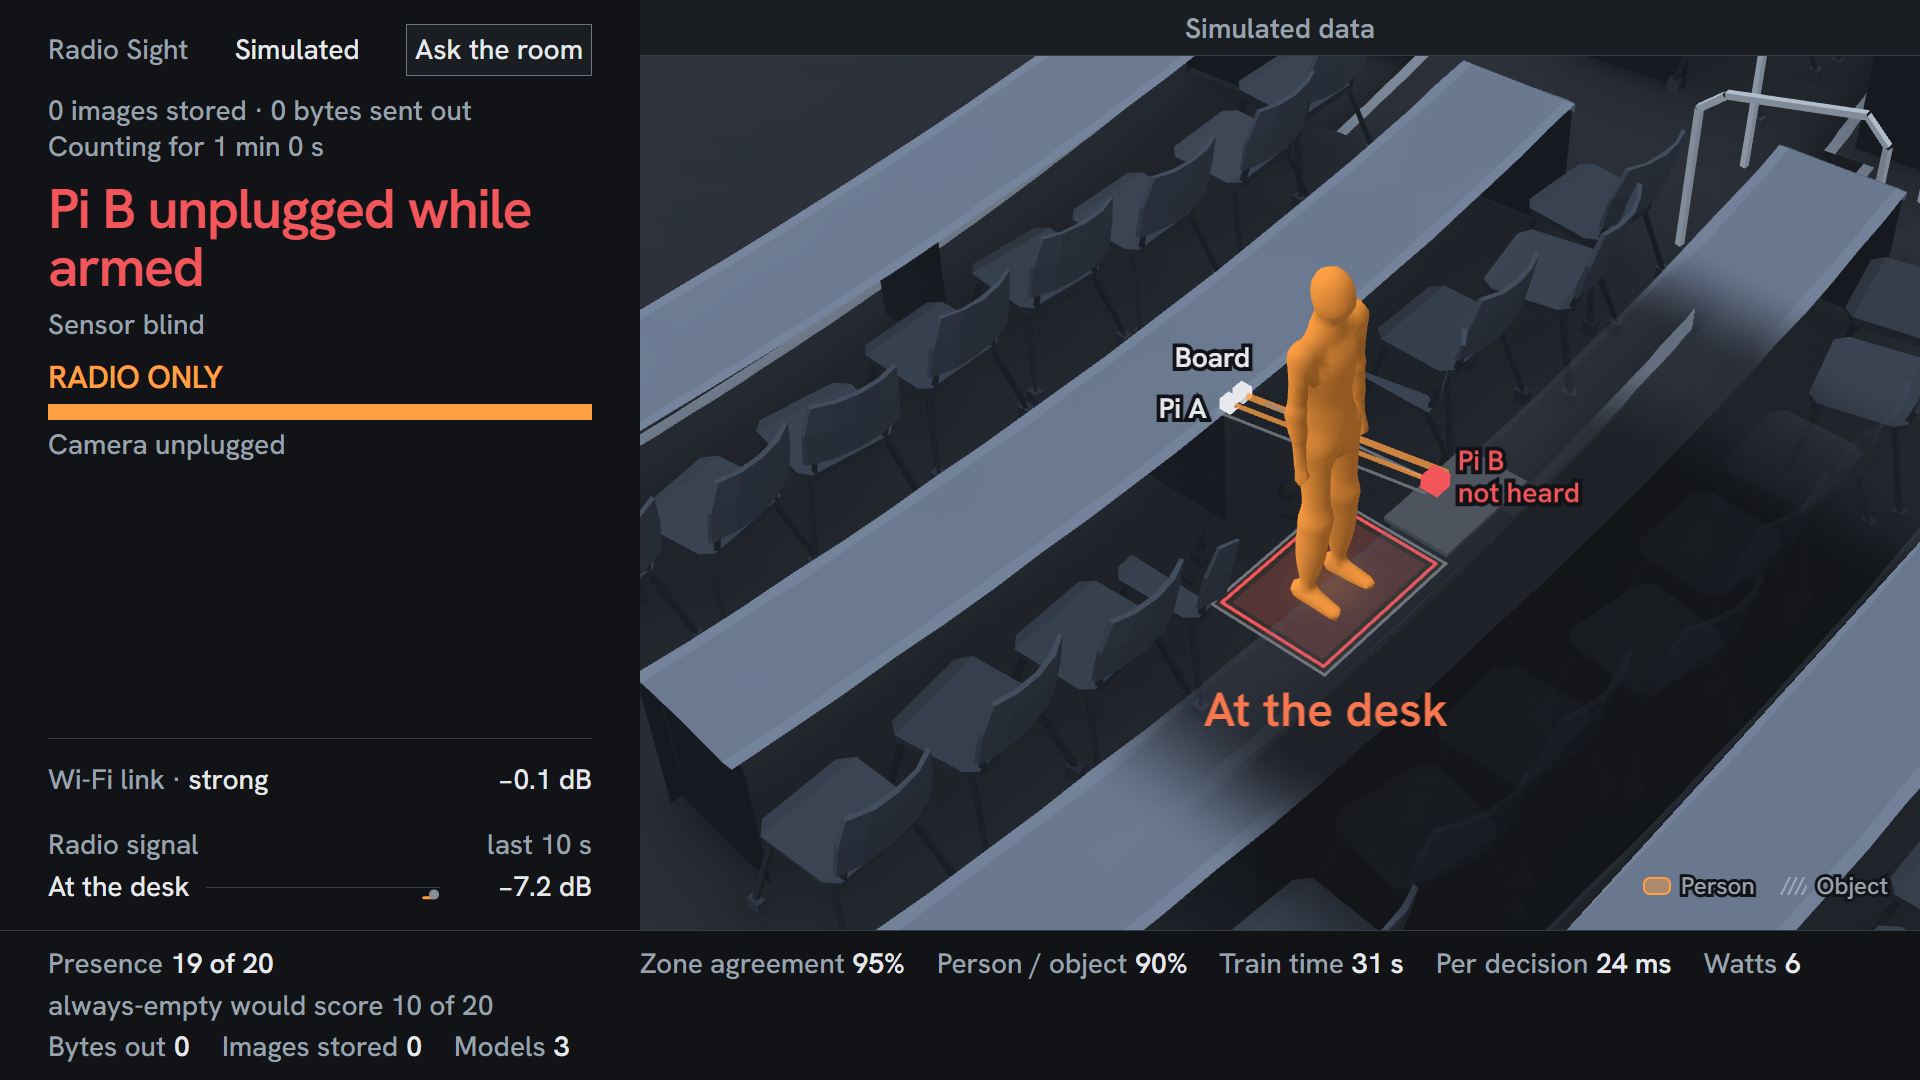 Radio Sight Simulated Ask the room
0 images stored · 0 bytes sent out
Counting for 1 min 0 s
Pi B unplugged while
armed
Sensor blind
RADIO ONLY
Camera unplugged
Wi-Fi link · strong −0.1 dB
Radio signal last 10 s
At the desk −7.2 dB
Simulated data
Board
Pi A
Pi B
not heard
At the desk
Person Object
Presence 19 of 20
always-empty would score 10 of 20
Bytes out 0 Images stored 0 Models 3
Zone agreement 95% Person / object 90% Train time 31 s Per decision 24 ms Watts 6